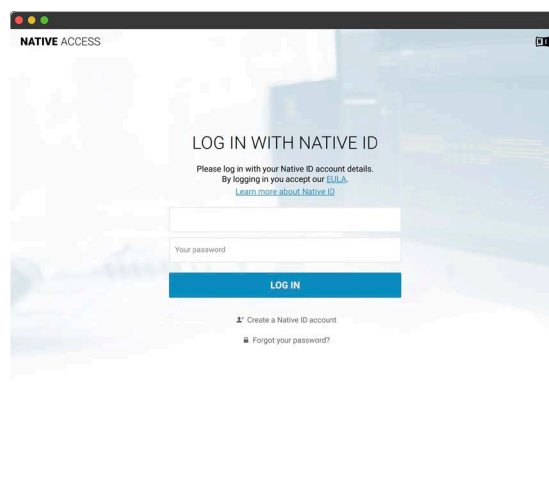 NATIVE ACCESS
LOG IN WITH NATIVE ID
Please log in with your Native ID account details.
By logging in you accept our EULA.
Learn more about Native ID
Your password
LOG IN
Create a Native ID account
Forgot your password?